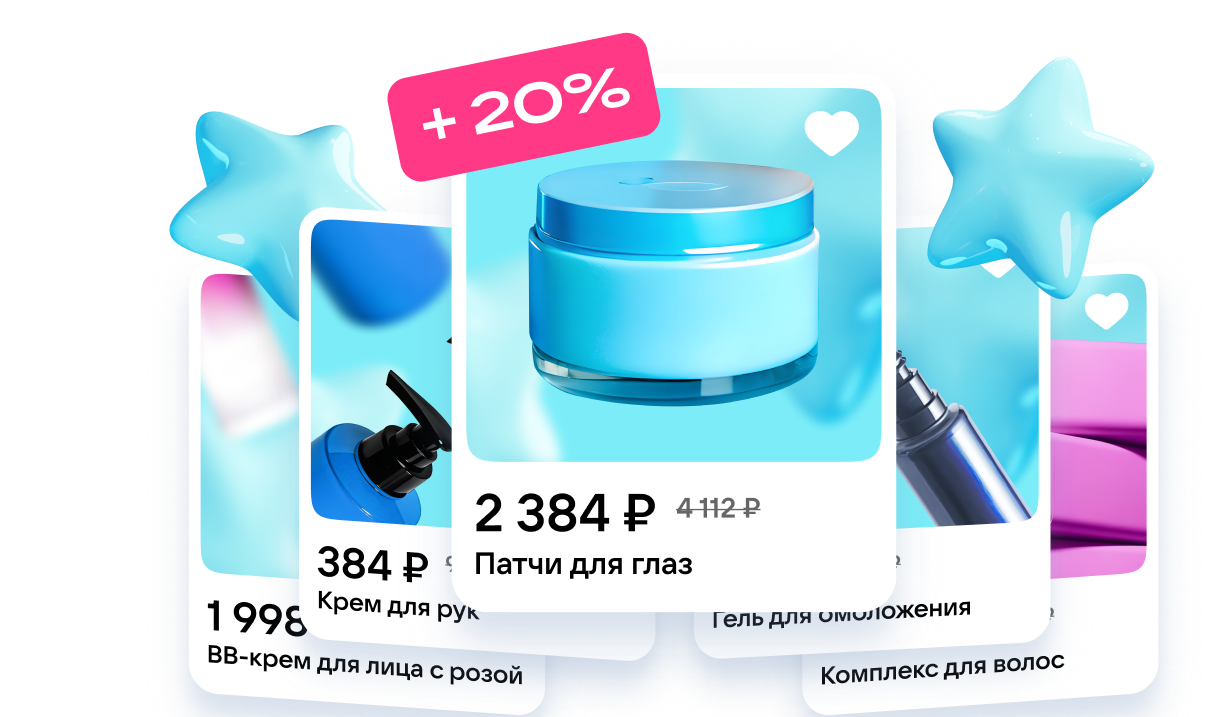 + 20%
2 384 ₽ 4 112 ₽
Патчи для глаз
384 ₽
Крем для рук
1 998
BB-крем для лица с розой
₽
Гель для омоложения
Комплекс для волос